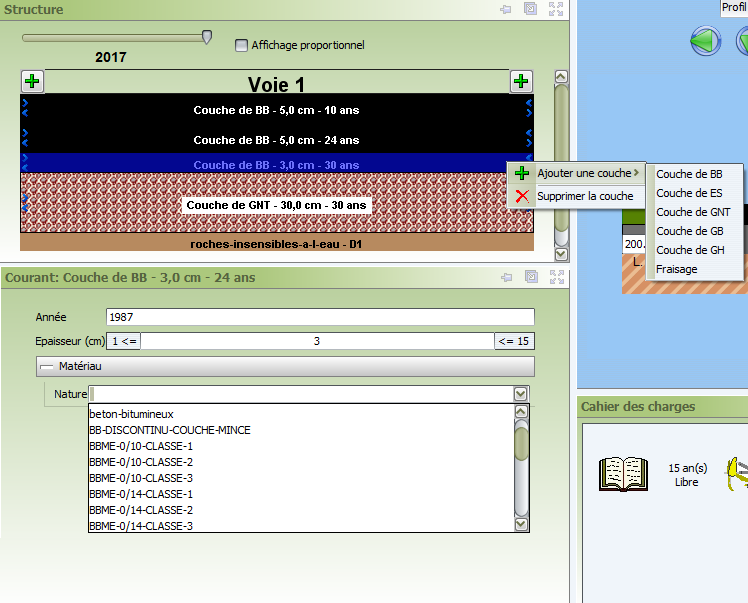 Structure
2017
Affichage proportionnel
Voie 1
Couche de BB - 5,0 cm - 10 ans
Couche de BB - 5,0 cm - 24 ans
Couche de BB - 3,0 cm - 30 ans
Couche de GNT - 30,0 cm - 30 ans
roches-insensibles-a-l-eau - D1
Ajouter une couche
Supprimer la couche
Couche de BB
Couche de ES
Couche de GNT
Couche de GB
Couche de GH
Fraisage
Profil
200.
L.
Courant: Couche de BB - 3,0 cm - 24 ans
Année 1987
Epaisseur (cm) 1 <= 3 <= 15
Matériau
Nature
beton-bitumineux
BB-DISCONTINU-COUCHE-MINCE
BBME-0/10-CLASSE-1
BBME-0/10-CLASSE-2
BBME-0/10-CLASSE-3
BBME-0/14-CLASSE-1
BBME-0/14-CLASSE-2
BBME-0/14-CLASSE-3
Cahier des charges
15 an(s)
Libre